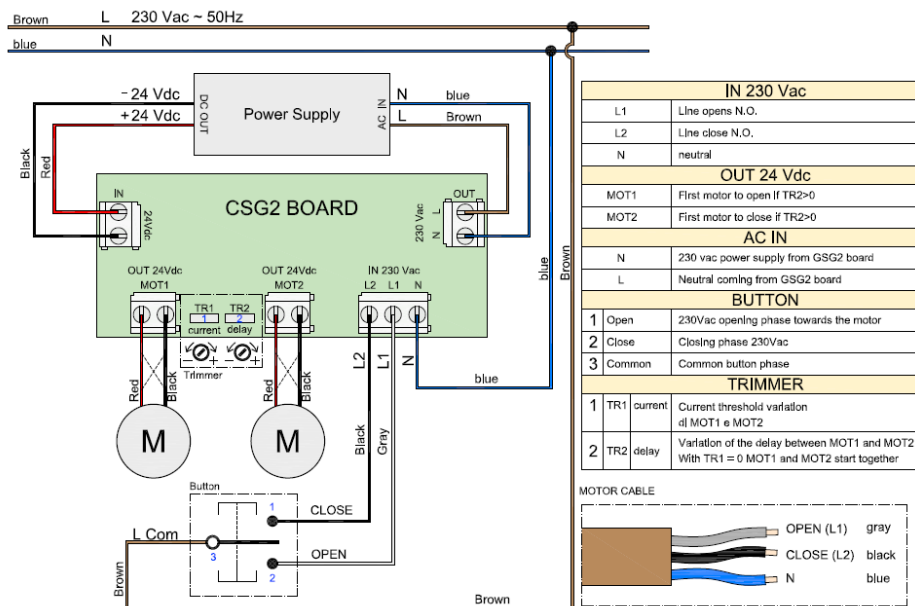 Brown L 230 Vac ~ 50Hz
blue N
- 24 Vdc
+ 24 Vdc
DC OUT
Power Supply
AC IN
N blue
L Brown
Black
Red
IN
24Vdc
CSG2 BOARD
OUT
230 Vac
L
N
OUT 24Vdc
MOT1
TR1
1
current
TR2
2
delay
- + - +
Trimmer
OUT 24Vdc
MOT2
IN 230 Vac
L2 L1 N
Red
Black
Red
Black
L2
L1
N
blue
blue
Brown
M
M
Black
Gray
Button
1
CLOSE
L Com
3
OPEN
2
Brown
Brown
IN 230 Vac
L1 Line opens N.O.
L2 Line close N.O.
N neutral
OUT 24 Vdc
MOT1 First motor to open if TR2>0
MOT2 First motor to close if TR2>0
AC IN
N 230 vac power supply from GSG2 board
L Neutral coming from GSG2 board
BUTTON
1 Open 230Vac opening phase towards the motor
2 Close Closing phase 230Vac
3 Common Common button phase
TRIMMER
1 TR1 current Current threshold variation
di MOT1 e MOT2
2 TR2 delay Variation of the delay between MOT1 and MOT2
With TR1 = 0 MOT1 and MOT2 start together
MOTOR CABLE
OPEN (L1) gray
CLOSE (L2) black
N blue